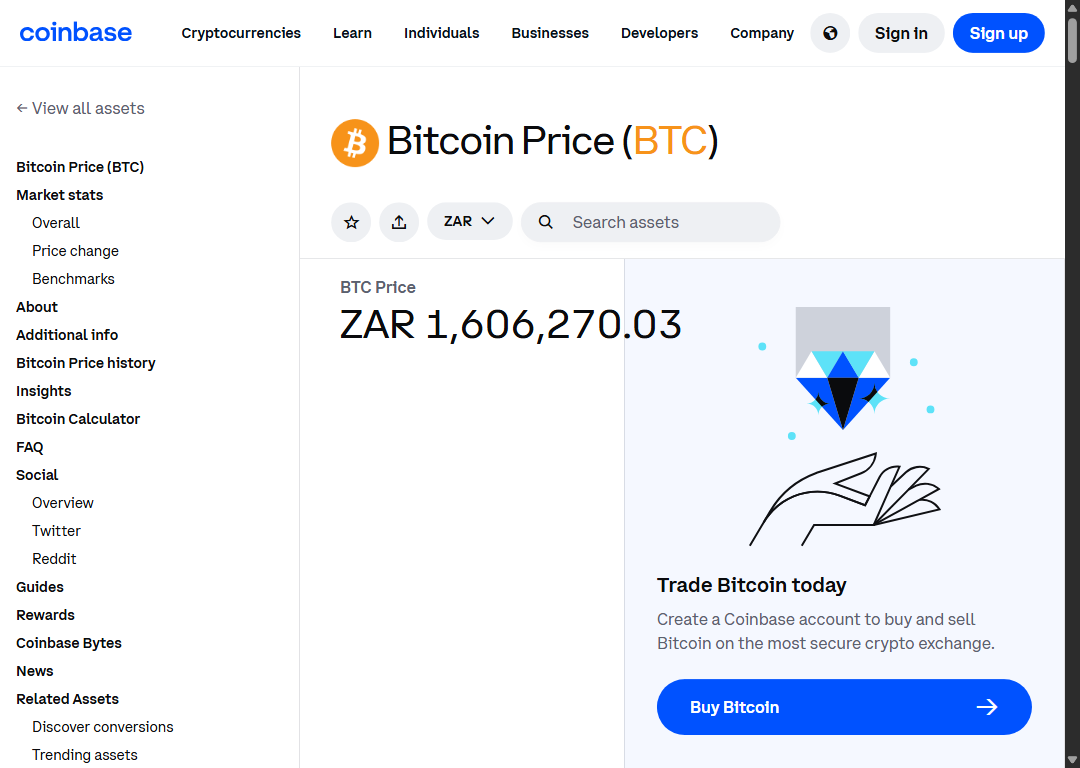 coinbase
Cryptocurrencies
Learn
Individuals
Businesses
Developers
Company
Sign in
Sign up
← View all assets
Bitcoin Price (BTC)
Market stats
Overall
Price change
Benchmarks
About
Additional info
Bitcoin Price history
Insights
Bitcoin Calculator
FAQ
Social
Overview
Twitter
Reddit
Guides
Rewards
Coinbase Bytes
News
Related Assets
Discover conversions
Trending assets
Bitcoin Price (BTC)
ZAR
Search assets
BTC Price
ZAR 1,606,270.03
Trade Bitcoin today
Create a Coinbase account to buy and sell
Bitcoin on the most secure crypto exchange.
Buy Bitcoin